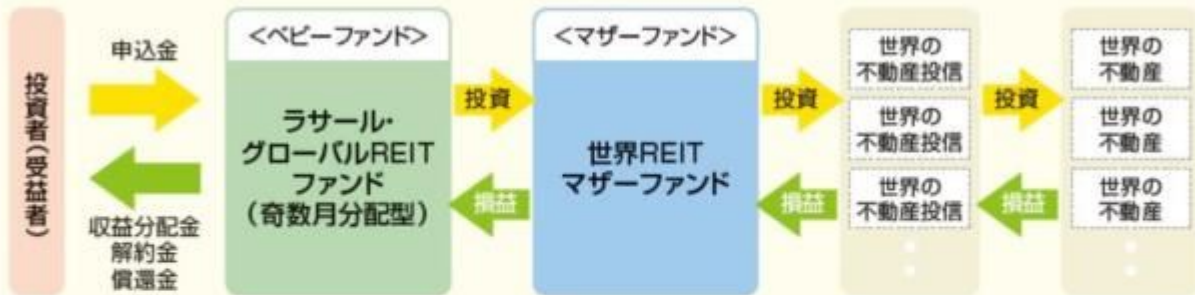 投資者(受益者)
申込金
収益分配金
解約金
償還金
<ベビーファンド>
ラサール・
グローバルREIT
ファンド
(奇数月分配型)
投資
損益
<マザーファンド>
世界REIT
マザーファンド
投資
損益
世界の
不動産投信
世界の
不動産投信
世界の
不動産投信
投資
損益
世界の
不動産
世界の
不動産
世界の
不動産